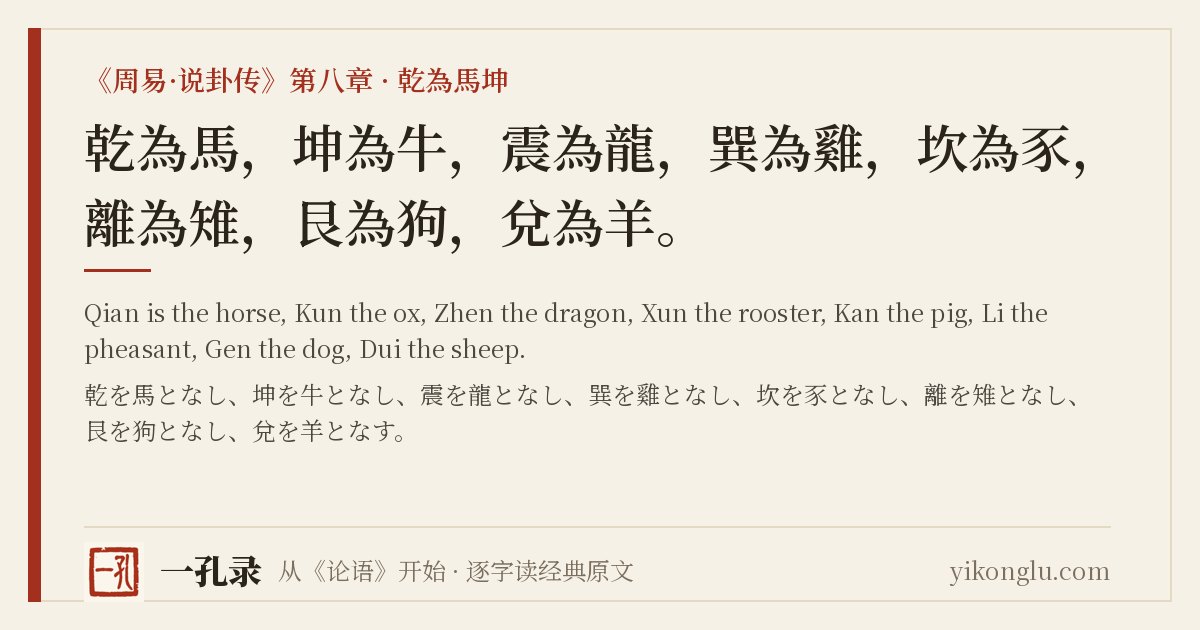 《周易·说卦传》第八章 · 乾為馬坤
乾為馬，坤為牛，震為龍，巽為雞，坎為豕，
離為雉，艮為狗，兌為羊。
Qian is the horse, Kun the ox, Zhen the dragon, Xun the rooster, Kan the pig, Li the
pheasant, Gen the dog, Dui the sheep.
乾を馬となし、坤を牛となし、震を龍となし、巽を雞となし、坎を豕となし、離を雉となし、
艮を狗となし、兌を羊となす。
一孔
一孔录
从《论语》开始 · 逐字读经典原文
yikonglu.com